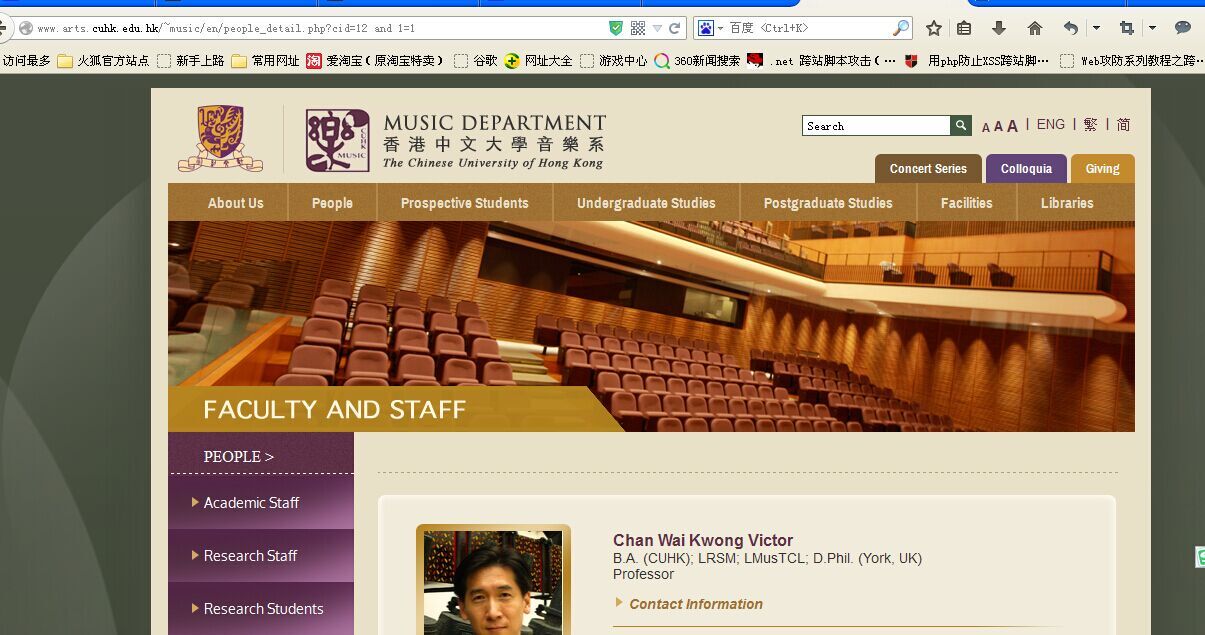 www.arts.cuhk.edu.hk/~music/en/people_detail.php?cid=12 and 1=1
百度 <Ctrl+K>
访问最多 火狐官方站点 新手上路 常用网址 淘 爱淘宝（原淘宝特卖） 谷歌 网址大全 游戏中心 360新闻搜索 .net 跨站脚本攻击（… 用php防止XSS跨站脚… Web攻防系列教程之跨…
MUSIC DEPARTMENT
香港中文大學音樂系
The Chinese University of Hong Kong
樂
CUHK
MUSIC
Search
A A A | ENG | 繁 | 简
Concert Series Colloquia Giving
About Us People Prospective Students Undergraduate Studies Postgraduate Studies Facilities Libraries
FACULTY AND STAFF
PEOPLE >
Academic Staff
Research Staff
Research Students
Chan Wai Kwong Victor
B.A. (CUHK); LRSM; LMusTCL; D.Phil. (York, UK)
Professor
Contact Information